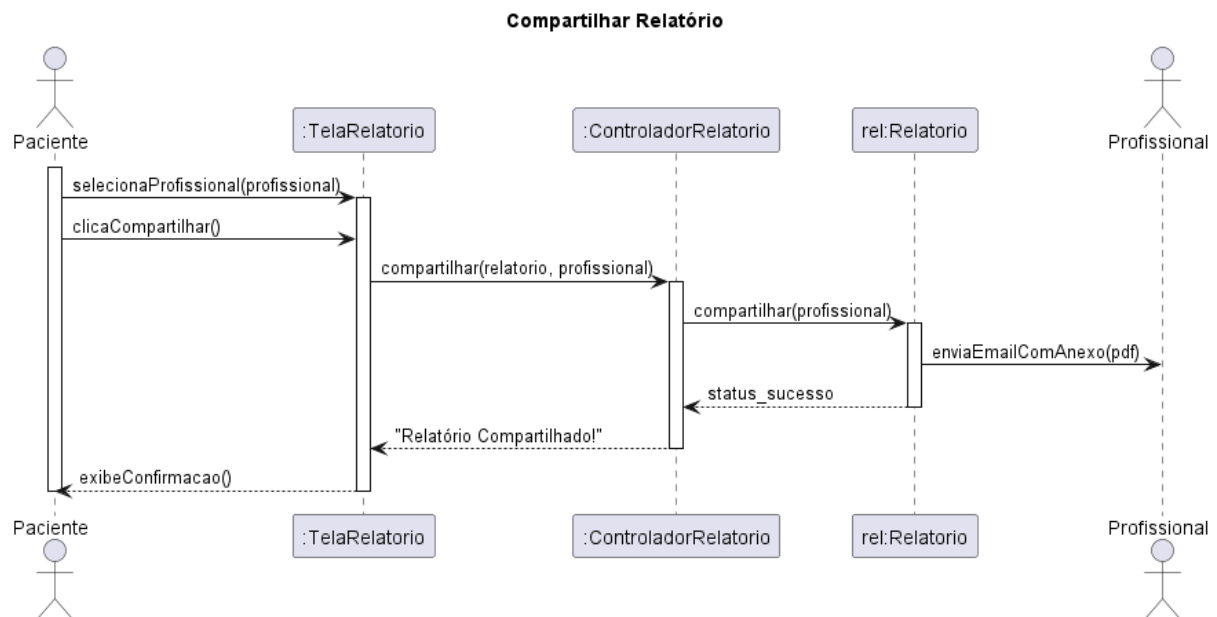 Compartilhar Relatório
Paciente
:TelaRelatorio
:ControladorRelatorio
rel:Relatorio
Profissional
selecionaProfissional(profissional)
clicaCompartilhar()
compartilhar(relatorio, profissional)
compartilhar(profissional)
enviaEmailComAnexo(pdf)
status_sucesso
"Relatório Compartilhado!"
exibeConfirmacao()
Paciente
:TelaRelatorio
:ControladorRelatorio
rel:Relatorio
Profissional